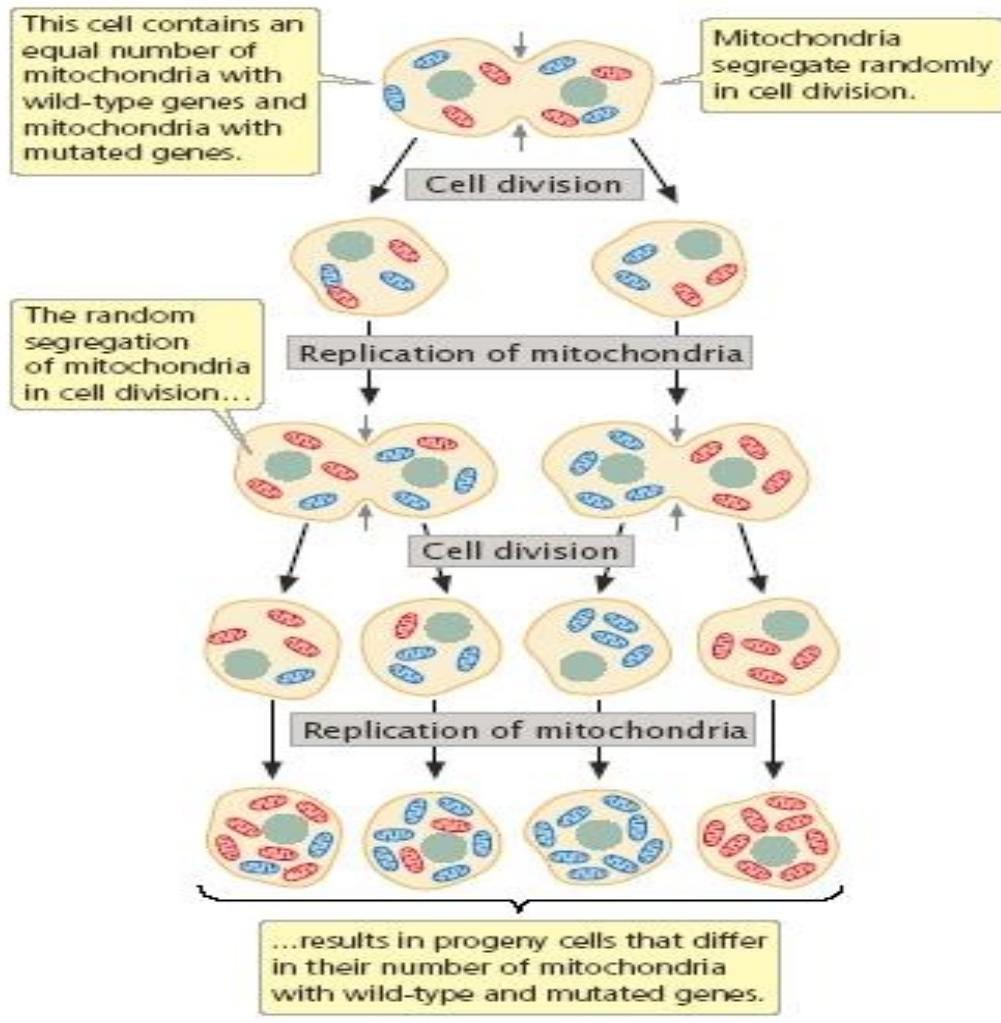 This cell contains an
equal number of
mitochondria with
wild-type genes and
mitochondria with
mutated genes.
Mitochondria
segregate randomly
in cell division.
Cell division
Replication of mitochondria
The random
segregation
of mitochondria
in cell division…
Cell division
Replication of mitochondria
…results in progeny cells that differ
in their number of mitochondria
with wild-type and mutated genes.